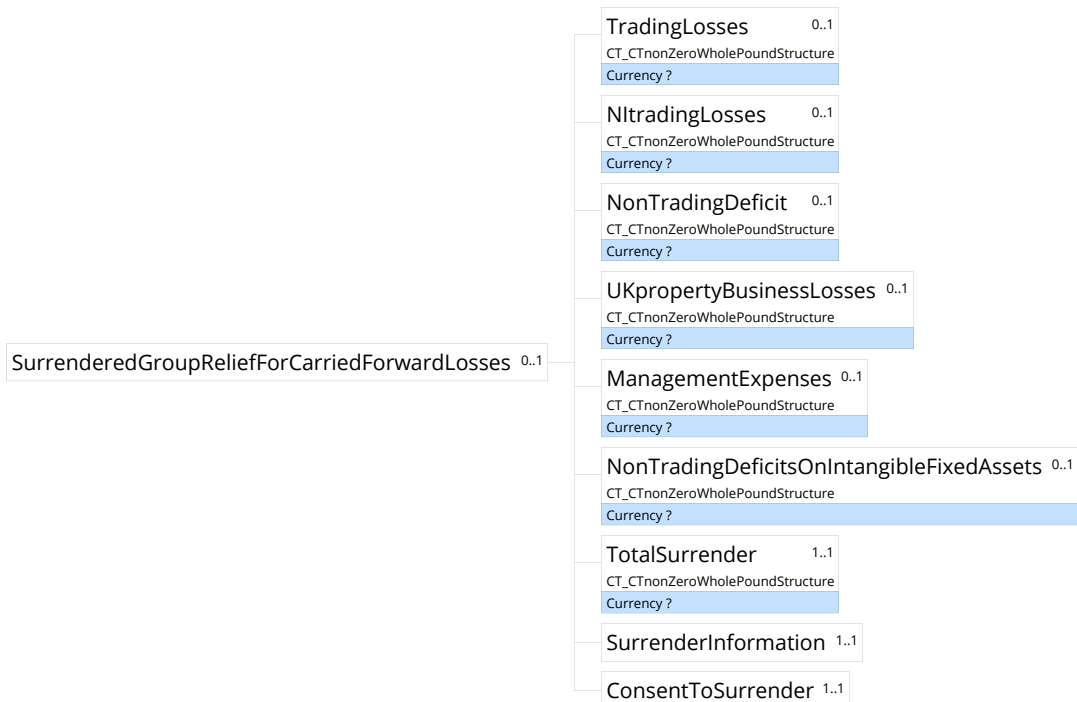 TradingLosses 0..1
CT_CTnonZeroWholePoundStructure
Currency ?
NItradingLosses 0..1
CT_CTnonZeroWholePoundStructure
Currency ?
NonTradingDeficit 0..1
CT_CTnonZeroWholePoundStructure
Currency ?
UKpropertyBusinessLosses 0..1
CT_CTnonZeroWholePoundStructure
Currency ?
SurrenderedGroupReliefForCarriedForwardLosses 0..1
ManagementExpenses 0..1
CT_CTnonZeroWholePoundStructure
Currency ?
NonTradingDeficitsOnIntangibleFixedAssets 0..1
CT_CTnonZeroWholePoundStructure
Currency ?
TotalSurrender 1..1
CT_CTnonZeroWholePoundStructure
Currency ?
SurrenderInformation 1..1
ConsentToSurrender 1..1